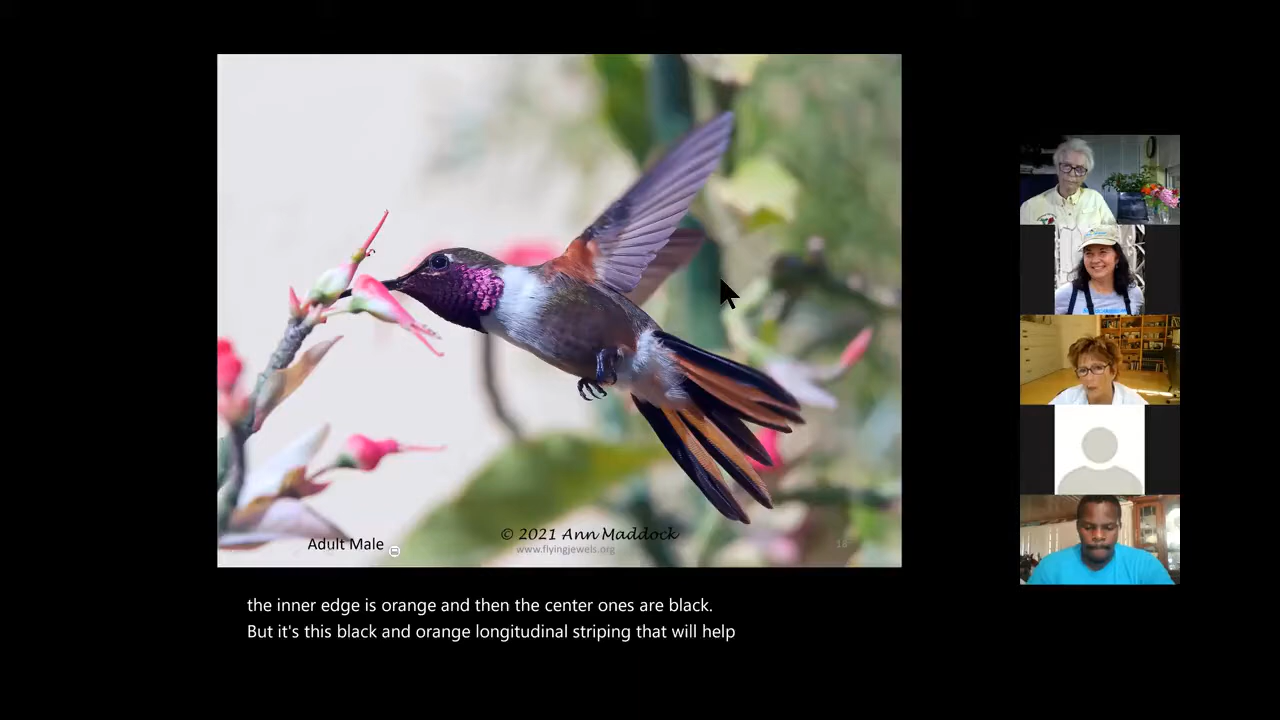 © 2021 Ann Maddock
Adult Male
www.flyingjewels.org
16
the inner edge is orange and then the center ones are black.
But it's this black and orange longitudinal striping that will help